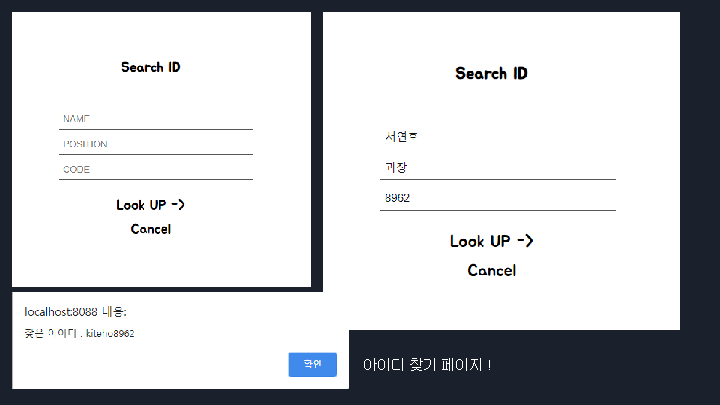 Search ID
NAME
POSITION
CODE
Look UP ->
Cancel
Search ID
서연호
과장
8962
Look UP ->
Cancel
localhost:8088 내용:
찾은 아이디 : kiteho8962
확인
아이디 찾기 페이지 !